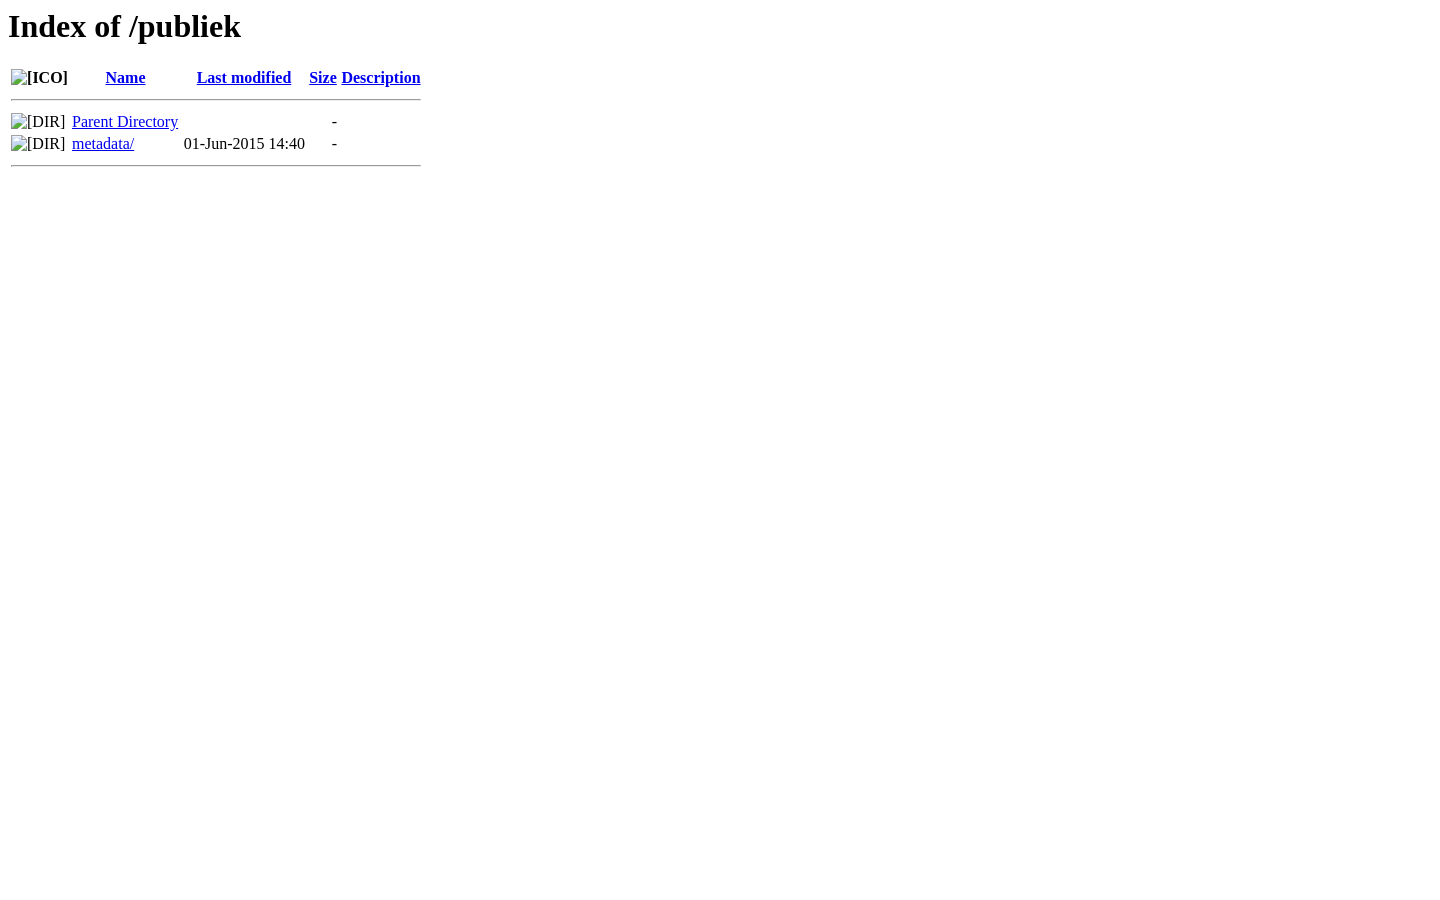 Index of /publiek
[ICO] Name Last modified Size Description
[DIR] Parent Directory -
[DIR] metadata/ 01-Jun-2015 14:40 -